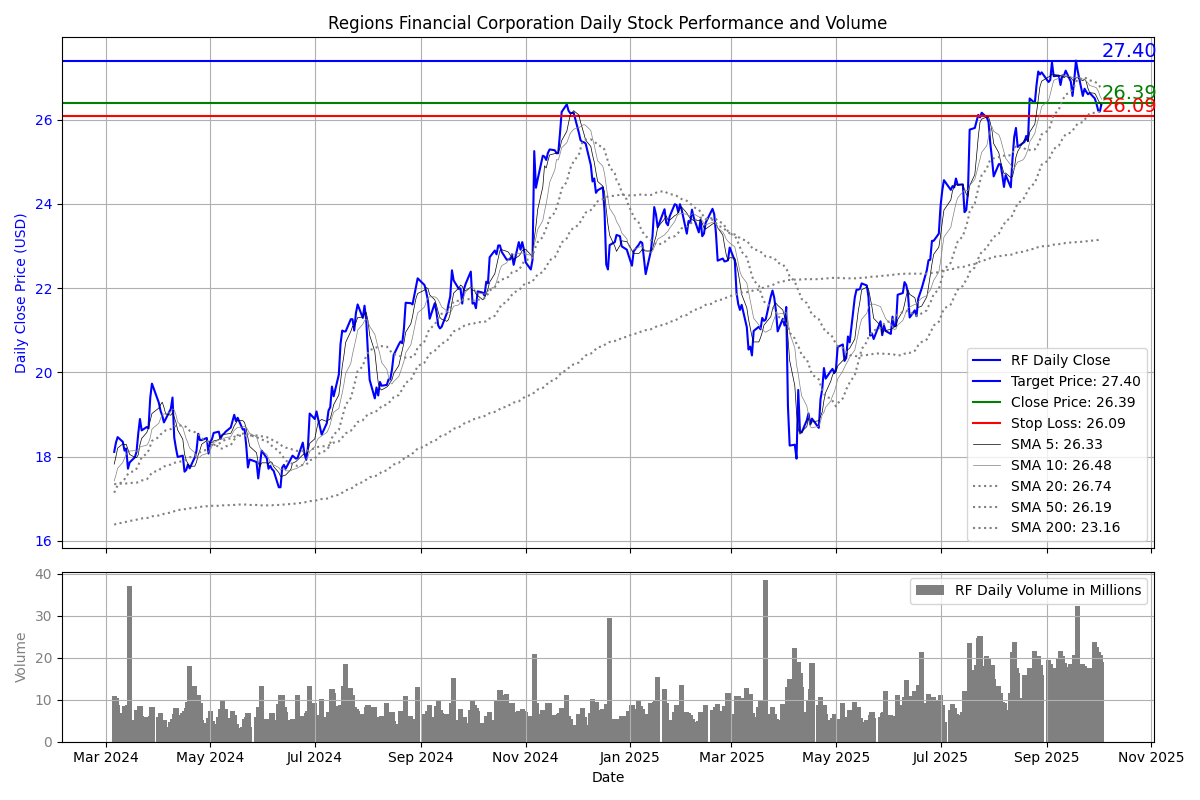 Regions Financial Corporation Daily Stock Performance and Volume
27.40
26.39
26.09
Daily Close Price (USD)
26
24
22
20
18
16
RF Daily Close
Target Price: 27.40
Close Price: 26.39
Stop Loss: 26.09
SMA 5: 26.33
SMA 10: 26.48
SMA 20: 26.74
SMA 50: 26.19
SMA 200: 23.16
Volume
40
30
20
10
0
RF Daily Volume in Millions
Mar 2024 May 2024 Jul 2024 Sep 2024 Nov 2024 Jan 2025 Mar 2025 May 2025 Jul 2025 Sep 2025 Nov 2025
Date